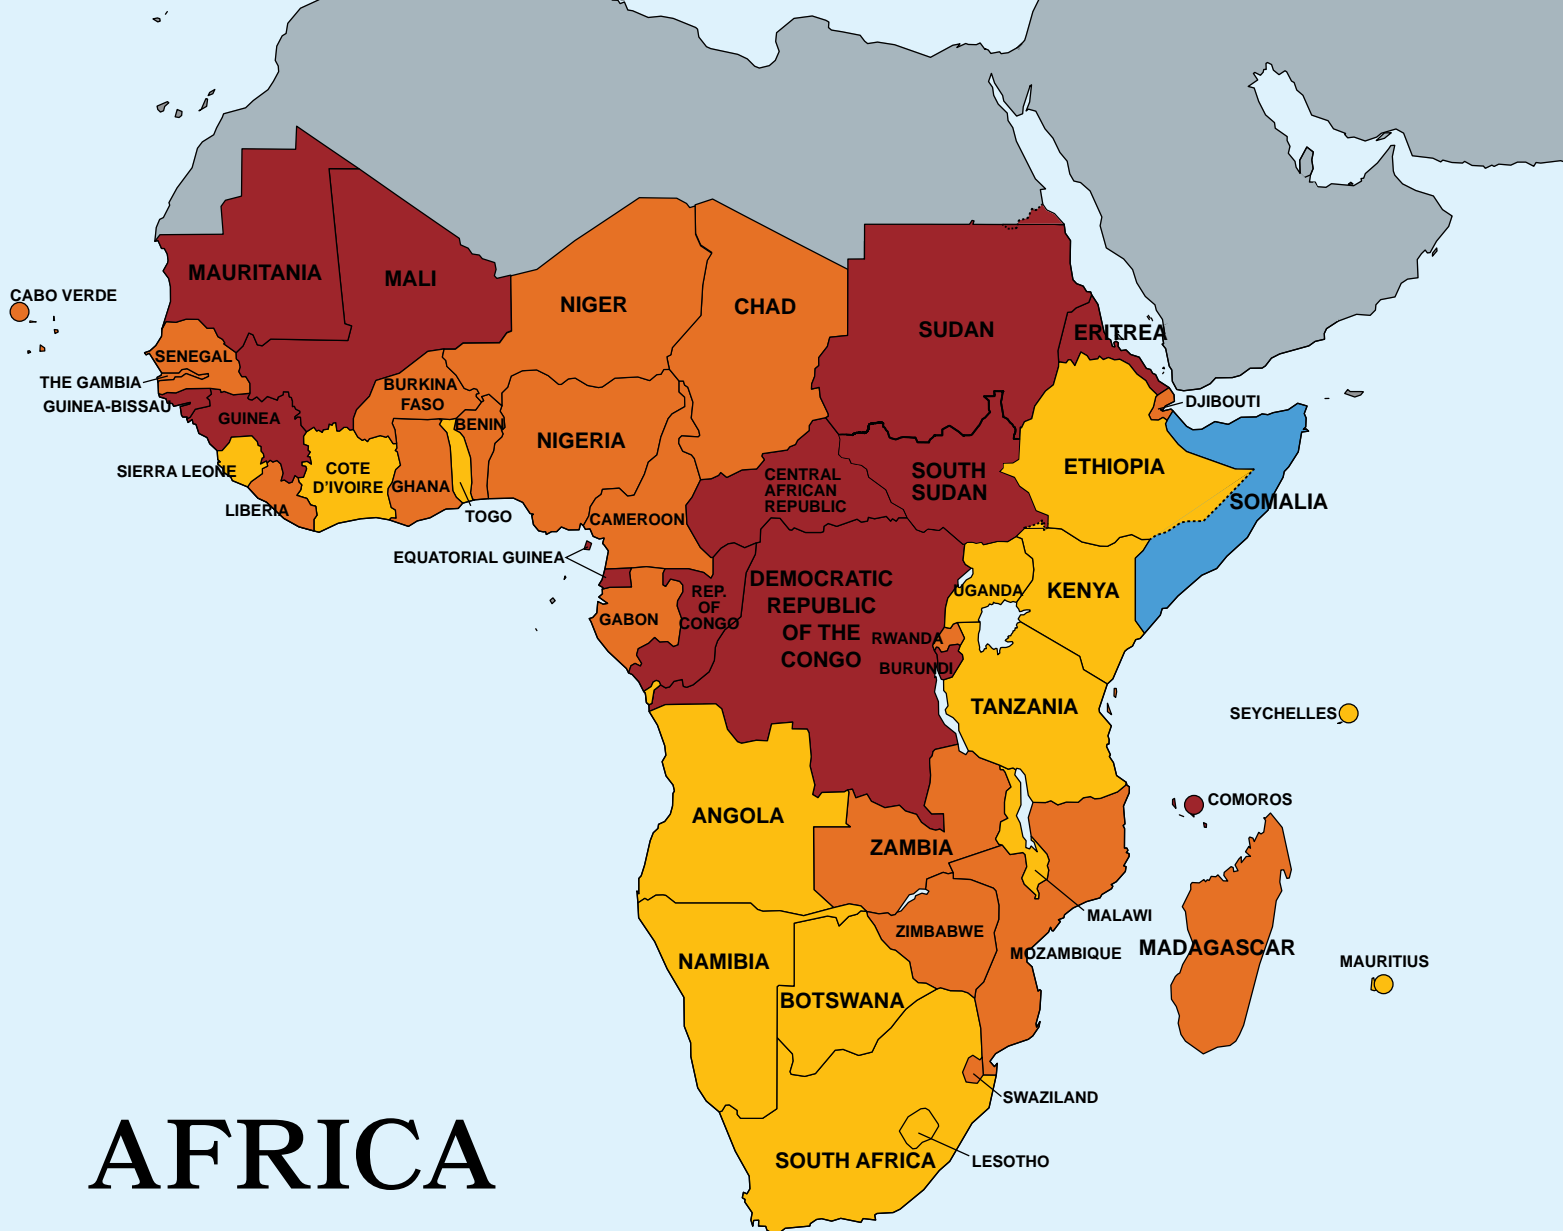 MAURITANIA
MALI
CABO VERDE
NIGER
CHAD
SUDAN
ERITREA
SENEGAL
THE GAMBIA
GUINEA-BISSAU
BURKINA
FASO
DJIBOUTI
GUINEA
BENIN
NIGERIA
SIERRA LEONE
COTE
D'IVOIRE
GHANA
CENTRAL
AFRICAN
REPUBLIC
SOUTH
SUDAN
ETHIOPIA
SOMALIA
LIBERIA
TOGO
CAMEROON
EQUATORIAL GUINEA
DEMOCRATIC
REPUBLIC
OF THE
CONGO
REP.
OF
CONGO
UGANDA
KENYA
GABON
RWANDA
BURUNDI
TANZANIA
SEYCHELLES
COMOROS
ANGOLA
ZAMBIA
MALAWI
ZIMBABWE
MOZAMBIQUE
MADAGASCAR
MAURITIUS
NAMIBIA
BOTSWANA
SWAZILAND
SOUTH AFRICA
LESOTHO
AFRICA